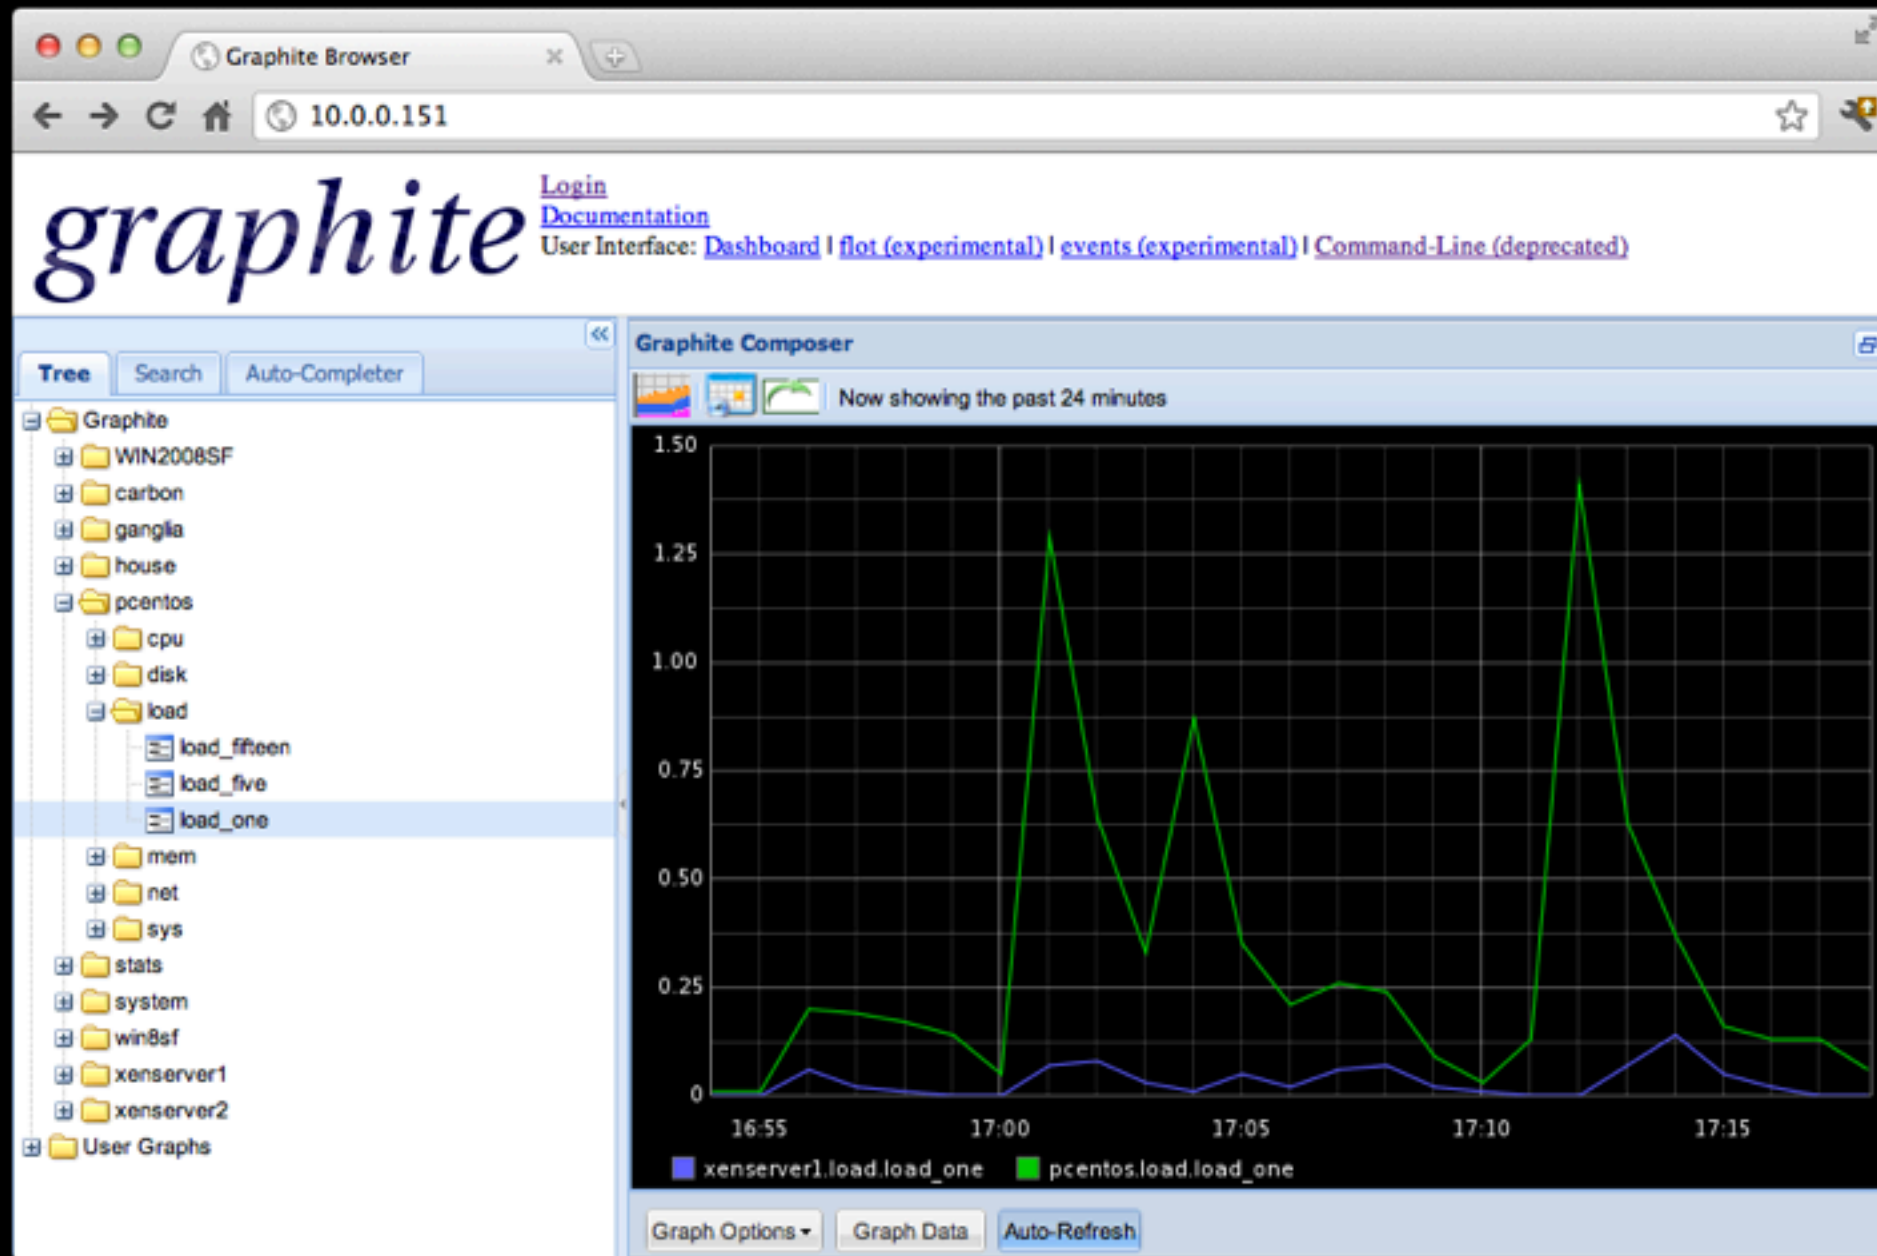 Graphite Browser
10.0.0.151
graphite
Login
Documentation
User Interface: Dashboard | flot (experimental) | events (experimental) | Command-Line (deprecated)
Tree Search Auto-Completer
Graphite
WIN2008SF
carbon
ganglia
house
pcentos
cpu
disk
load
load_fifteen
load_five
load_one
mem
net
sys
stats
system
win8sf
xenserver1
xenserver2
User Graphs
Graphite Composer
Now showing the past 24 minutes
1.50
1.25
1.00
0.75
0.50
0.25
0
16:55 17:00 17:05 17:10 17:15
xenserver1.load.load_one pcentos.load.load_one
Graph Options Graph Data Auto-Refresh